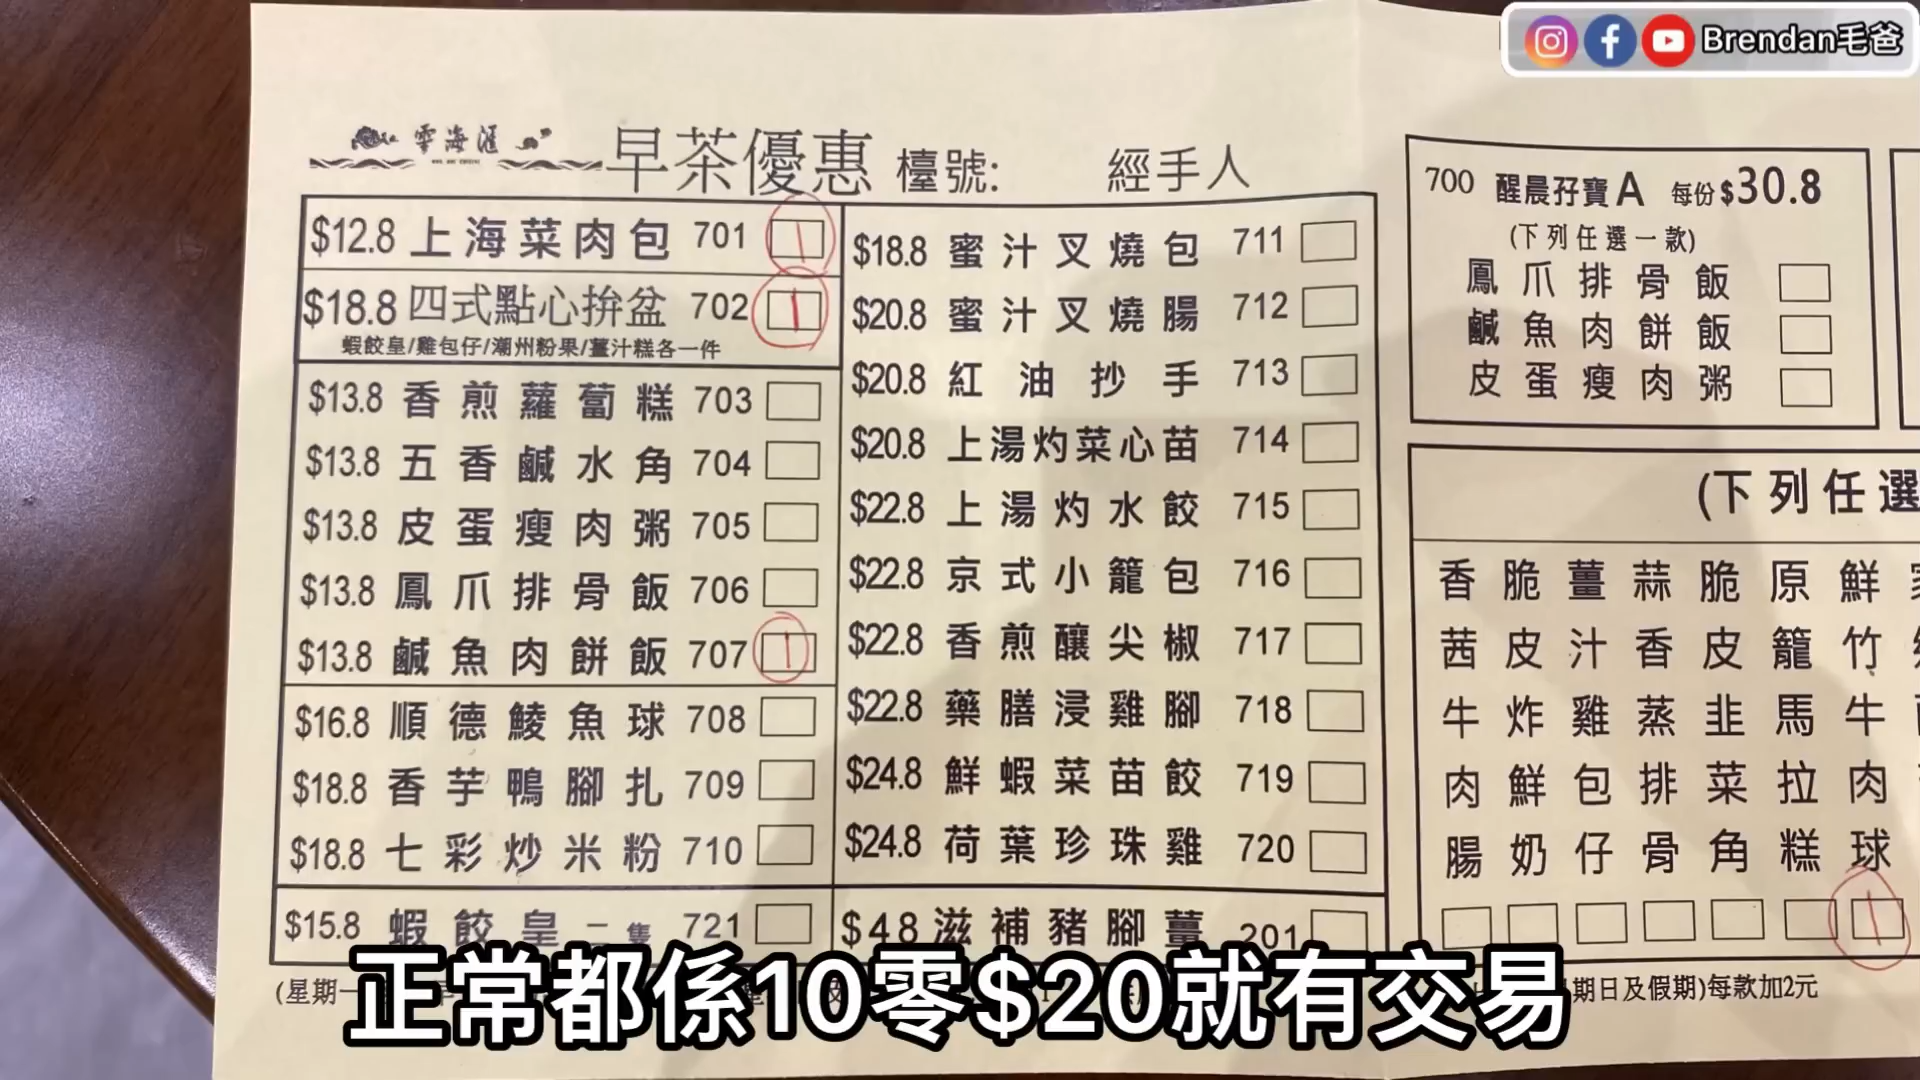 Brendan毛爸
雲海滙
早茶優惠 檯號: 經手人
$12.8 上海菜肉包 701 1
$18.8 四式點心拚盆 702 1
蝦餃皇/雞包仔/潮州粉果/薑汁糕各一件
$13.8 香煎蘿蔔糕 703
$13.8 五香鹹水角 704
$13.8 皮蛋瘦肉粥 705
$13.8 鳳爪排骨飯 706
$13.8 鹹魚肉餅飯 707 1
$16.8 順德鯪魚球 708
$18.8 香芋鴨腳扎 709
$18.8 七彩炒米粉 710
$15.8 蝦餃皇 二隻 721
$18.8 蜜汁叉燒包 711
$20.8 蜜汁叉燒腸 712
$20.8 紅油抄手 713
$20.8 上湯灼菜心苗 714
$22.8 上湯灼水餃 715
$22.8 京式小籠包 716
$22.8 香煎釀尖椒 717
$22.8 藥膳浸雞腳 718
$24.8 鮮蝦菜苗餃 719
$24.8 荷葉珍珠雞 720
$48 滋補豬腳薑 201
700 醒晨孖寶A 每份$30.8
(下列任選一款)
鳳爪排骨飯
鹹魚肉餅飯
皮蛋瘦肉粥
(下列任選
香茜牛肉腸
脆皮炸鮮奶
薑汁雞包仔
蒜香蒸排骨
脆皮韭菜角
原籠馬拉糕
鮮竹牛肉球
1
(星期一
期日及假期)每款加2元
正常都係10零$20就有交易